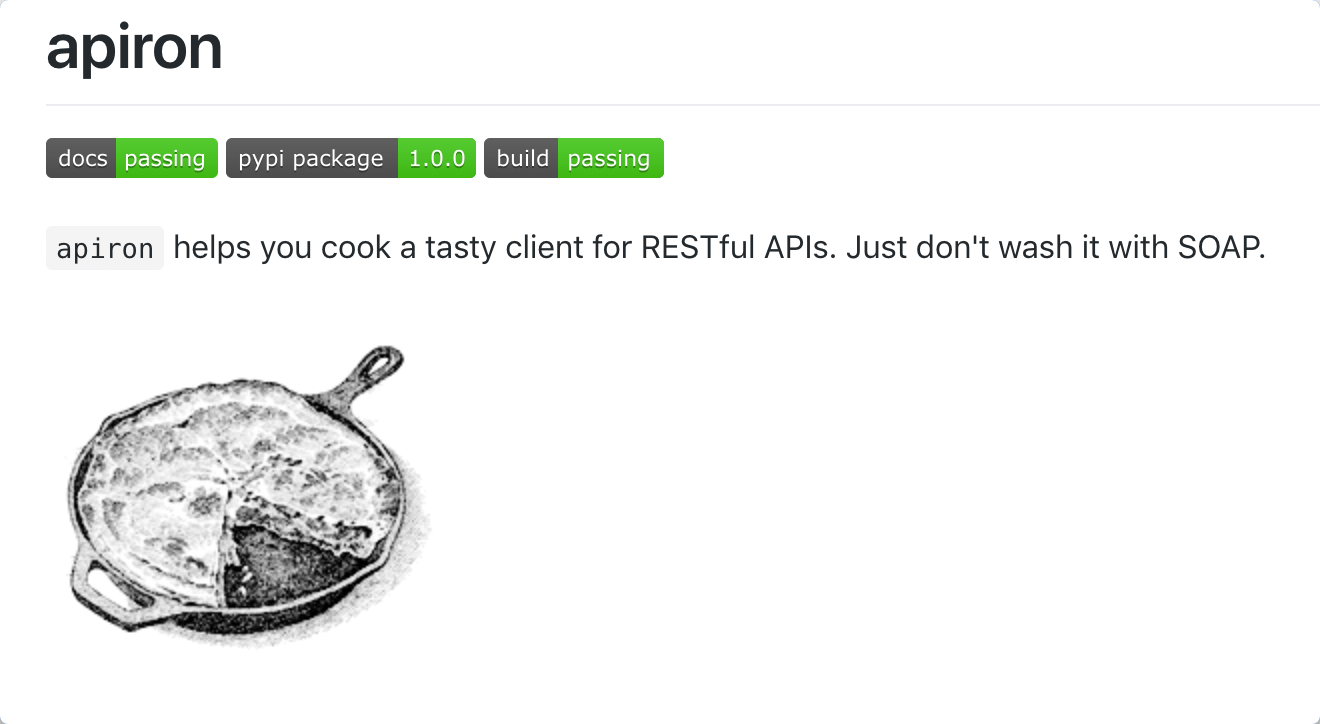 apiron
docs passing pypi package 1.0.0 build passing
apiron helps you cook a tasty client for RESTful APIs. Just don't wash it with SOAP.